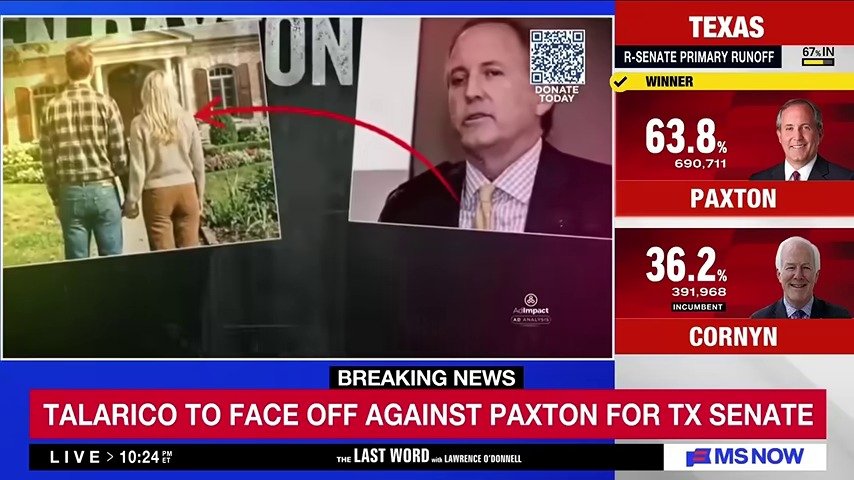 ON
DONATE
TODAY
AdImpact
AD ANALYSIS
TEXAS
R-SENATE PRIMARY RUNOFF
67% IN
WINNER
63.8%
690,711
PAXTON
36.2%
391,968
INCUMBENT
CORNYN
BREAKING NEWS
TALARICO TO FACE OFF AGAINST PAXTON FOR TX SENATE
LIVE > 10:24 PM ET
THE LAST WORD WITH LAWRENCE O'DONNELL
MS NOW